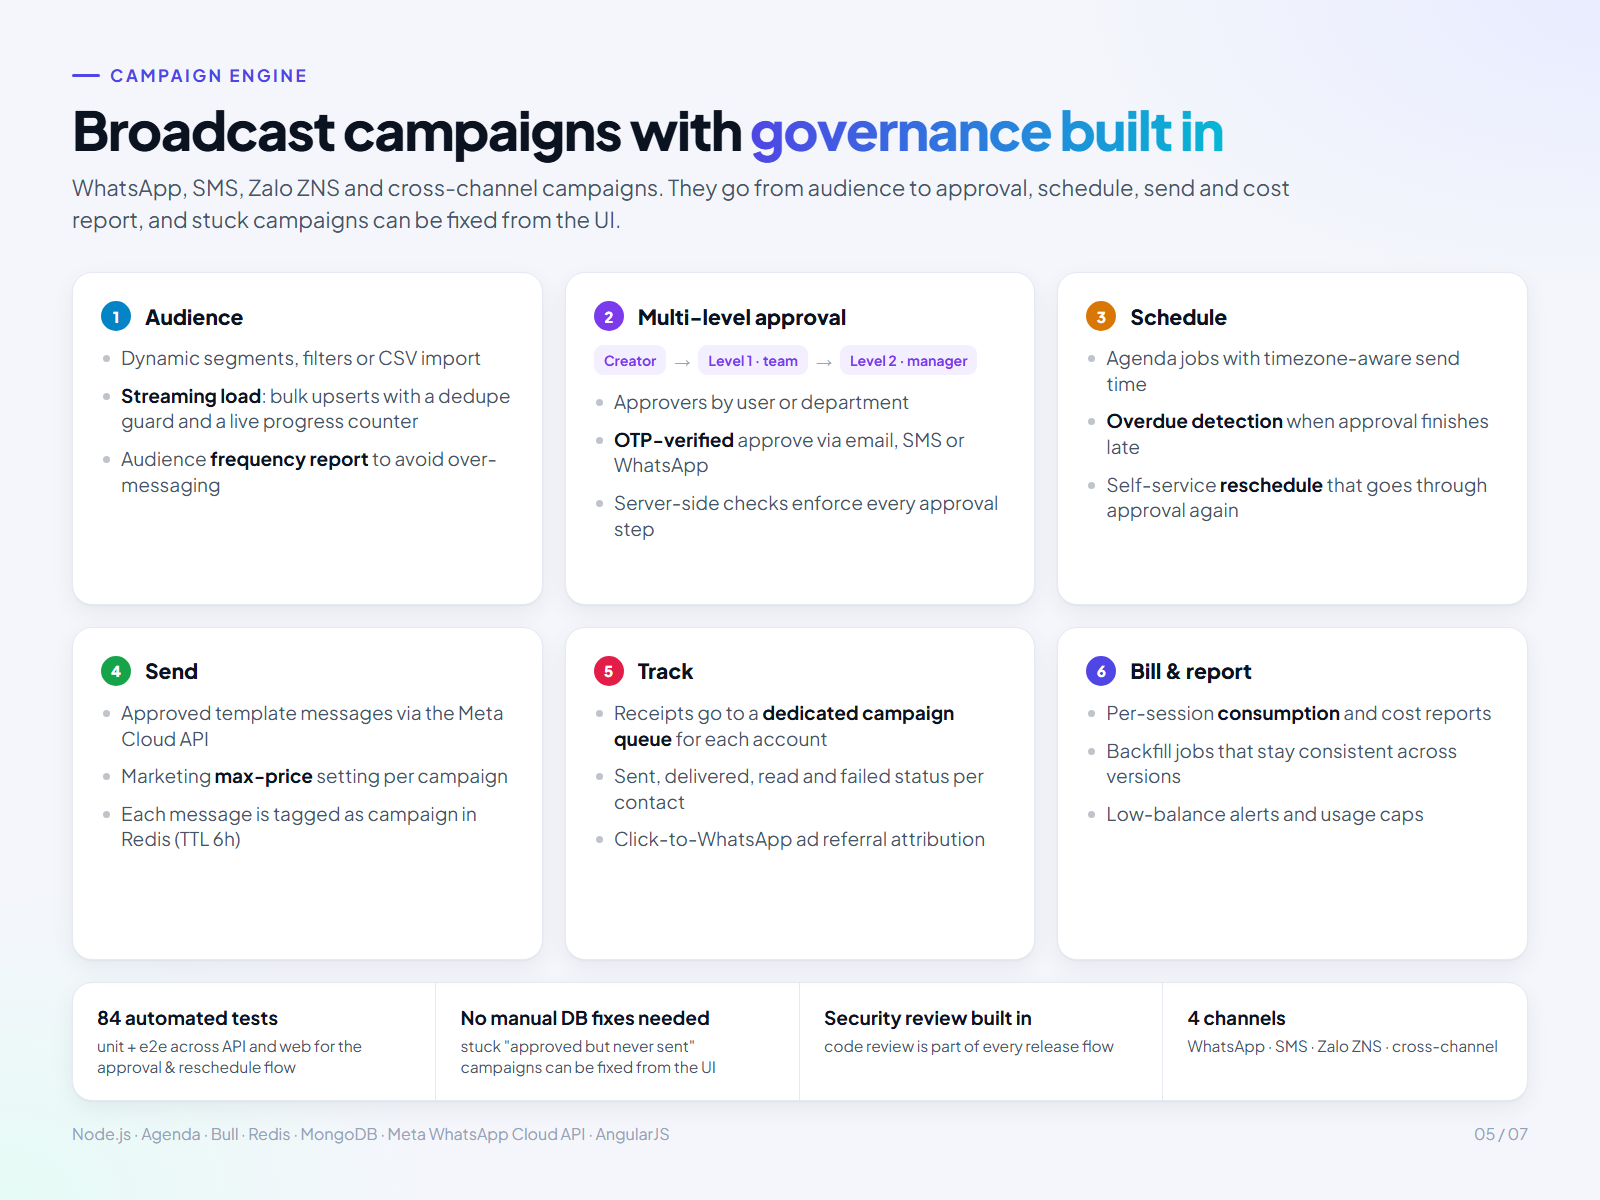 CAMPAIGN ENGINE
Broadcast campaigns with governance built in
WhatsApp, SMS, Zalo ZNS and cross-channel campaigns. They go from audience to approval, schedule, send and cost
report, and stuck campaigns can be fixed from the UI.
1 Audience
Dynamic segments, filters or CSV import
Streaming load: bulk upserts with a dedupe
guard and a live progress counter
Audience frequency report to avoid over-
messaging
2 Multi-level approval
Creator → Level 1 · team → Level 2 · manager
Approvers by user or department
OTP-verified approve via email, SMS or
WhatsApp
Server-side checks enforce every approval
step
3 Schedule
Agenda jobs with timezone-aware send
time
Overdue detection when approval finishes
late
Self-service reschedule that goes through
approval again
4 Send
Approved template messages via the Meta
Cloud API
Marketing max-price setting per campaign
Each message is tagged as campaign in
Redis (TTL 6h)
5 Track
Receipts go to a dedicated campaign
queue for each account
Sent, delivered, read and failed status per
contact
Click-to-WhatsApp ad referral attribution
6 Bill & report
Per-session consumption and cost reports
Backfill jobs that stay consistent across
versions
Low-balance alerts and usage caps
84 automated tests
unit + e2e across API and web for the
approval & reschedule flow
No manual DB fixes needed
stuck "approved but never sent"
campaigns can be fixed from the UI
Security review built in
code review is part of every release flow
4 channels
WhatsApp · SMS · Zalo ZNS · cross-channel
Node.js · Agenda · Bull · Redis · MongoDB · Meta WhatsApp Cloud API · AngularJS
05 / 07